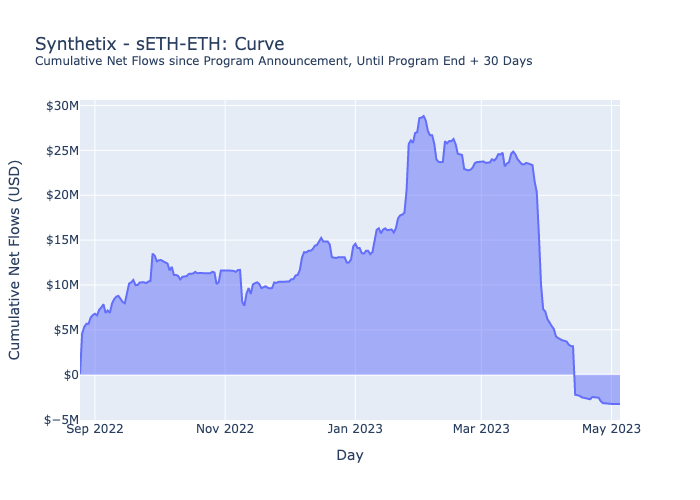 Synthetix - sETH-ETH: Curve
Cumulative Net Flows since Program Announcement, Until Program End + 30 Days
Cumulative Net Flows (USD)
$30M
$25M
$20M
$15M
$10M
$5M
$0
$−5M
Sep 2022 Nov 2022 Jan 2023 Mar 2023 May 2023
Day